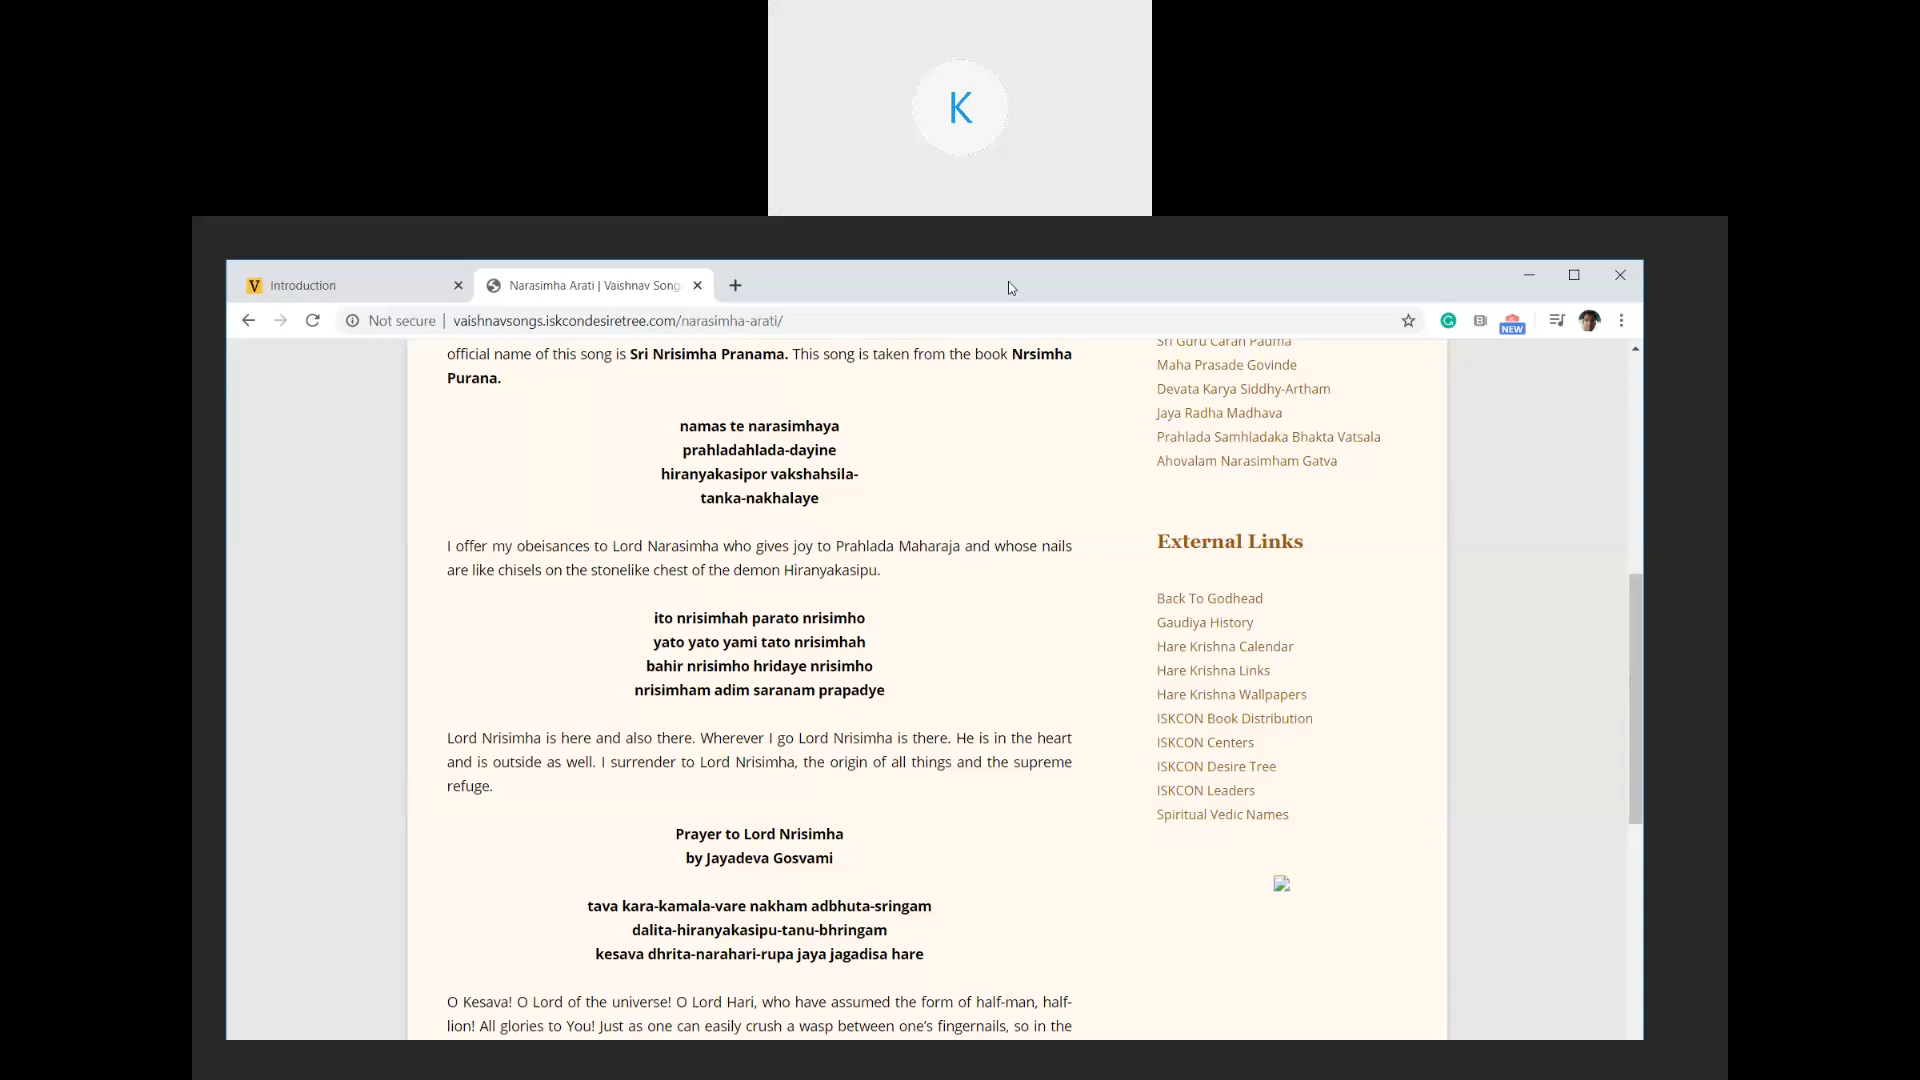 K
Introduction
Narasimha Arati | Vaishnav Song
Not secure | vaishnavsongs.iskcondesiretree.com/narasimha-arati/
NEW
official name of this song is Sri Nrisimha Pranama. This song is taken from the book Nrsimha
Purana.
namas te narasimhaya
prahladahlada-dayine
hiranyakasipor vakshahsila-
tanka-nakhalaye
I offer my obeisances to Lord Narasimha who gives joy to Prahlada Maharaja and whose nails
are like chisels on the stonelike chest of the demon Hiranyakasipu.
ito nrisimhah parato nrisimho
yato yato yami tato nrisimhah
bahir nrisimho hridaye nrisimho
nrisimham adim saranam prapadye
Lord Nrisimha is here and also there. Wherever I go Lord Nrisimha is there. He is in the heart
and is outside as well. I surrender to Lord Nrisimha, the origin of all things and the supreme
refuge.
Prayer to Lord Nrisimha
by Jayadeva Gosvami
tava kara-kamala-vare nakham adbhuta-sringam
dalita-hiranyakasipu-tanu-bhringam
kesava dhrita-narahari-rupa jaya jagadisa hare
O Kesava! O Lord of the universe! O Lord Hari, who have assumed the form of half-man, half-
lion! All glories to You! Just as one can easily crush a wasp between one’s fingernails, so in the
Sri Guru Caran Padma
Maha Prasade Govinde
Devata Karya Siddhy-Artham
Jaya Radha Madhava
Prahlada Samhladaka Bhakta Vatsala
Ahovalam Narasimham Gatva
External Links
Back To Godhead
Gaudiya History
Hare Krishna Calendar
Hare Krishna Links
Hare Krishna Wallpapers
ISKCON Book Distribution
ISKCON Centers
ISKCON Desire Tree
ISKCON Leaders
Spiritual Vedic Names